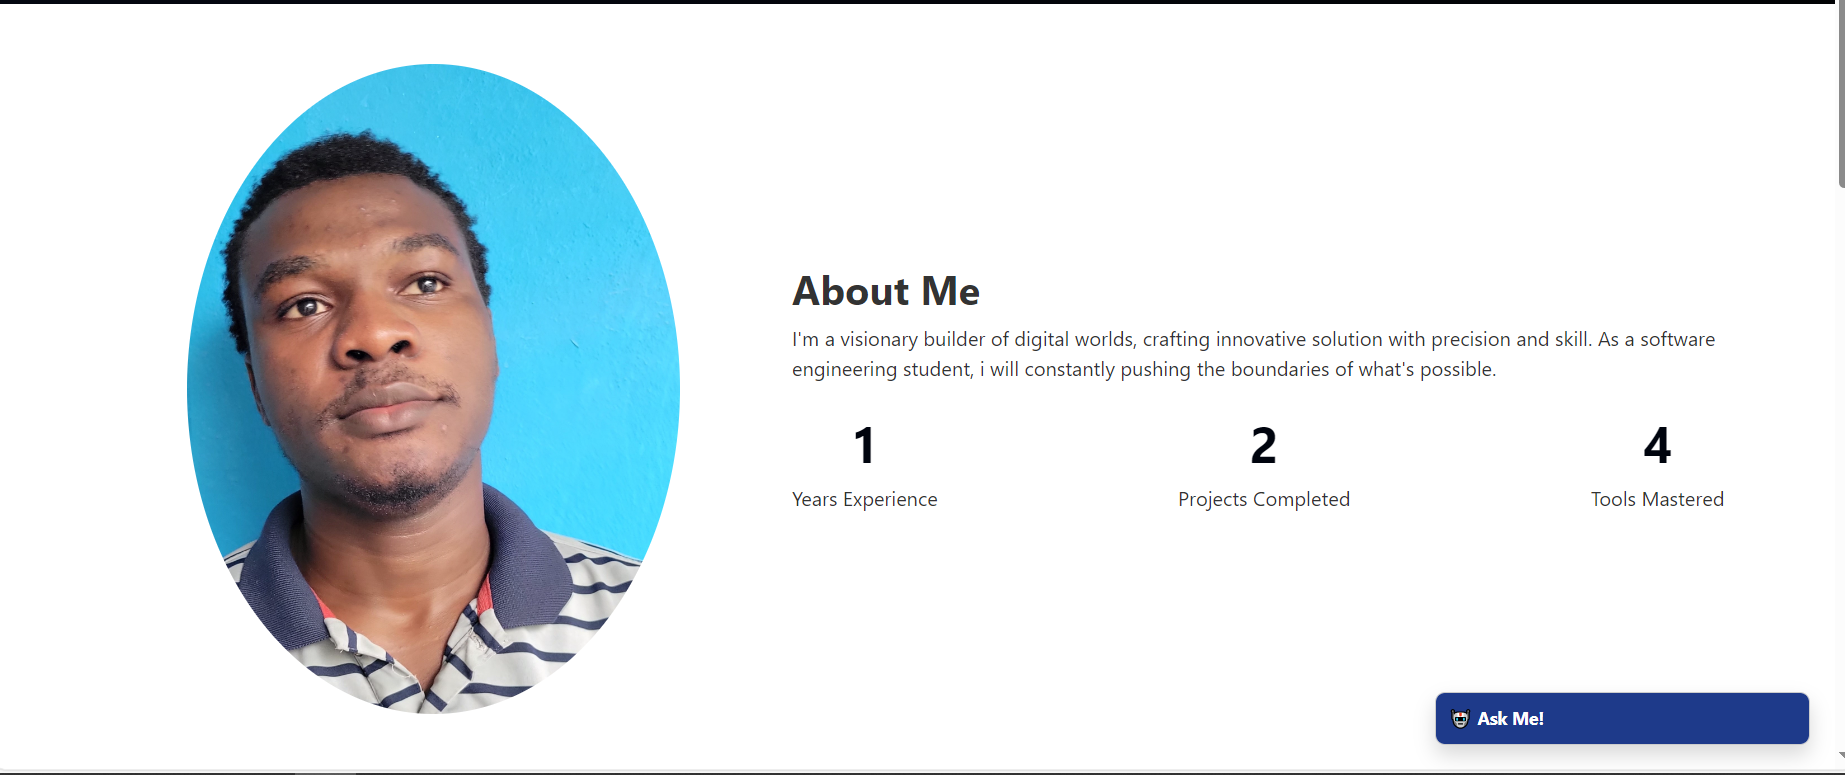 About Me
I'm a visionary builder of digital worlds, crafting innovative solution with precision and skill. As a software
engineering student, i will constantly pushing the boundaries of what's possible.
1 2 4
Years Experience Projects Completed Tools Mastered
Ask Me!